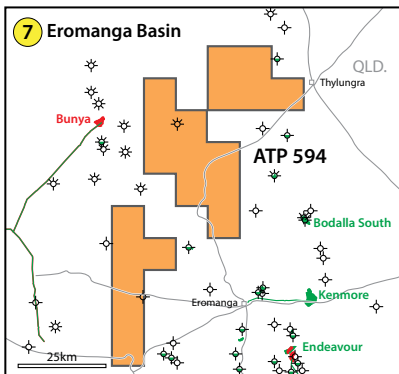 7 Eromanga Basin
QLD.
Thylungra
Bunya
ATP 594
Bodalla South
Kenmore
Eromanga
Endeavour
25km